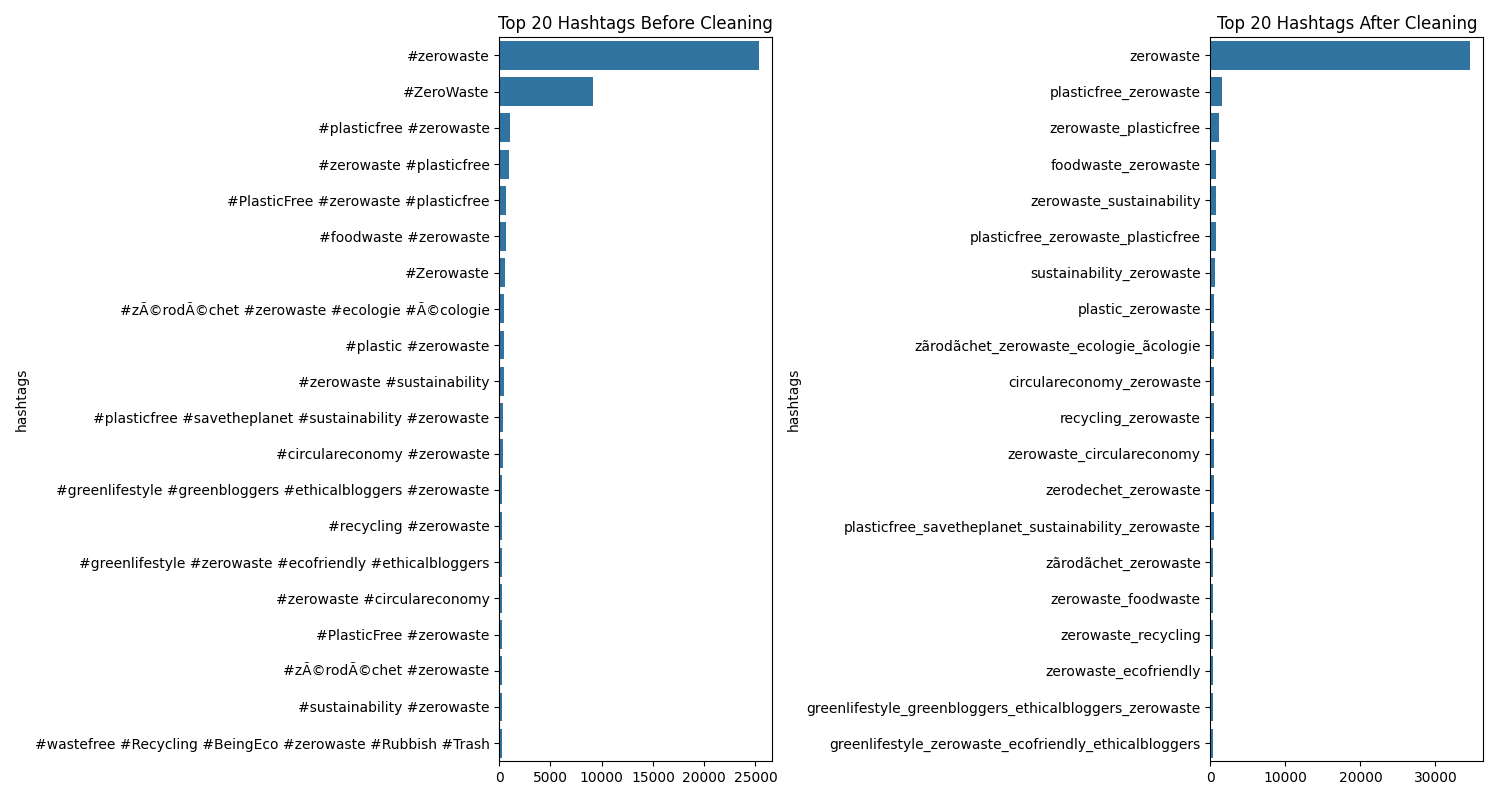 Top 20 Hashtags Before Cleaning
#zerowaste
#ZeroWaste
#plasticfree #zerowaste
#zerowaste #plasticfree
#PlasticFree #zerowaste #plasticfree
#foodwaste #zerowaste
#Zerowaste
#zÃ©rodÃ©chet #zerowaste #ecologie #Ã©cologie
#plastic #zerowaste
#zerowaste #sustainability
#plasticfree #savetheplanet #sustainability #zerowaste
#circulareconomy #zerowaste
#greenlifestyle #greenbloggers #ethicalbloggers #zerowaste
#recycling #zerowaste
#greenlifestyle #zerowaste #ecofriendly #ethicalbloggers
#zerowaste #circulareconomy
#PlasticFree #zerowaste
#zÃ©rodÃ©chet #zerowaste
#sustainability #zerowaste
#wastefree #Recycling #BeingEco #zerowaste #Rubbish #Trash
hashtags
0 5000 10000 15000 20000 25000
Top 20 Hashtags After Cleaning
zerowaste
plasticfree_zerowaste
zerowaste_plasticfree
foodwaste_zerowaste
zerowaste_sustainability
plasticfree_zerowaste_plasticfree
sustainability_zerowaste
plastic_zerowaste
zãrodãchet_zerowaste_ecologie_ãcologie
circulareconomy_zerowaste
recycling_zerowaste
zerowaste_circulareconomy
zerodechet_zerowaste
plasticfree_savetheplanet_sustainability_zerowaste
zãrodãchet_zerowaste
zerowaste_foodwaste
zerowaste_recycling
zerowaste_ecofriendly
greenlifestyle_greenbloggers_ethicalbloggers_zerowaste
greenlifestyle_zerowaste_ecofriendly_ethicalbloggers
hashtags
0 10000 20000 30000